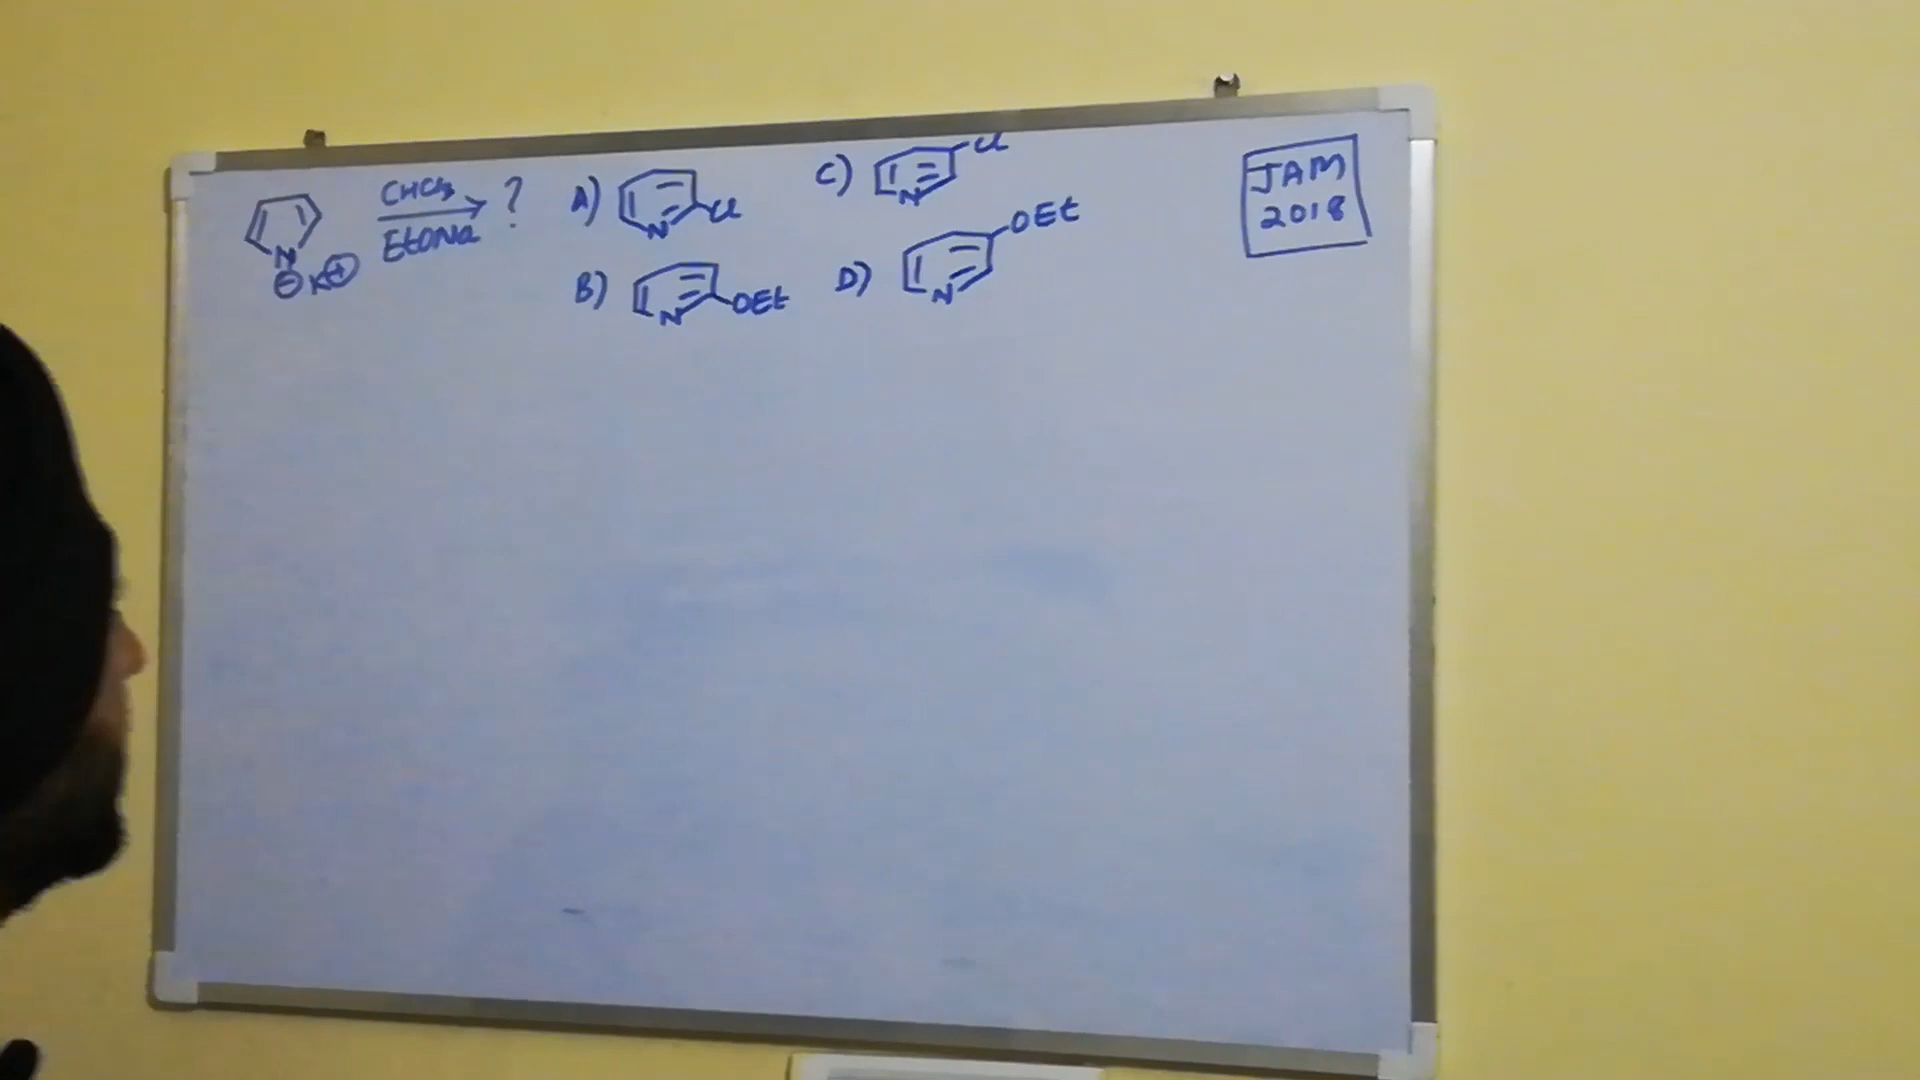 CHCl3
EtONa
?
N
⊖ K⊕
A)
N
Cl
B)
N
OEt
C)
N
Cl
D)
N
OEt
JAM
2018